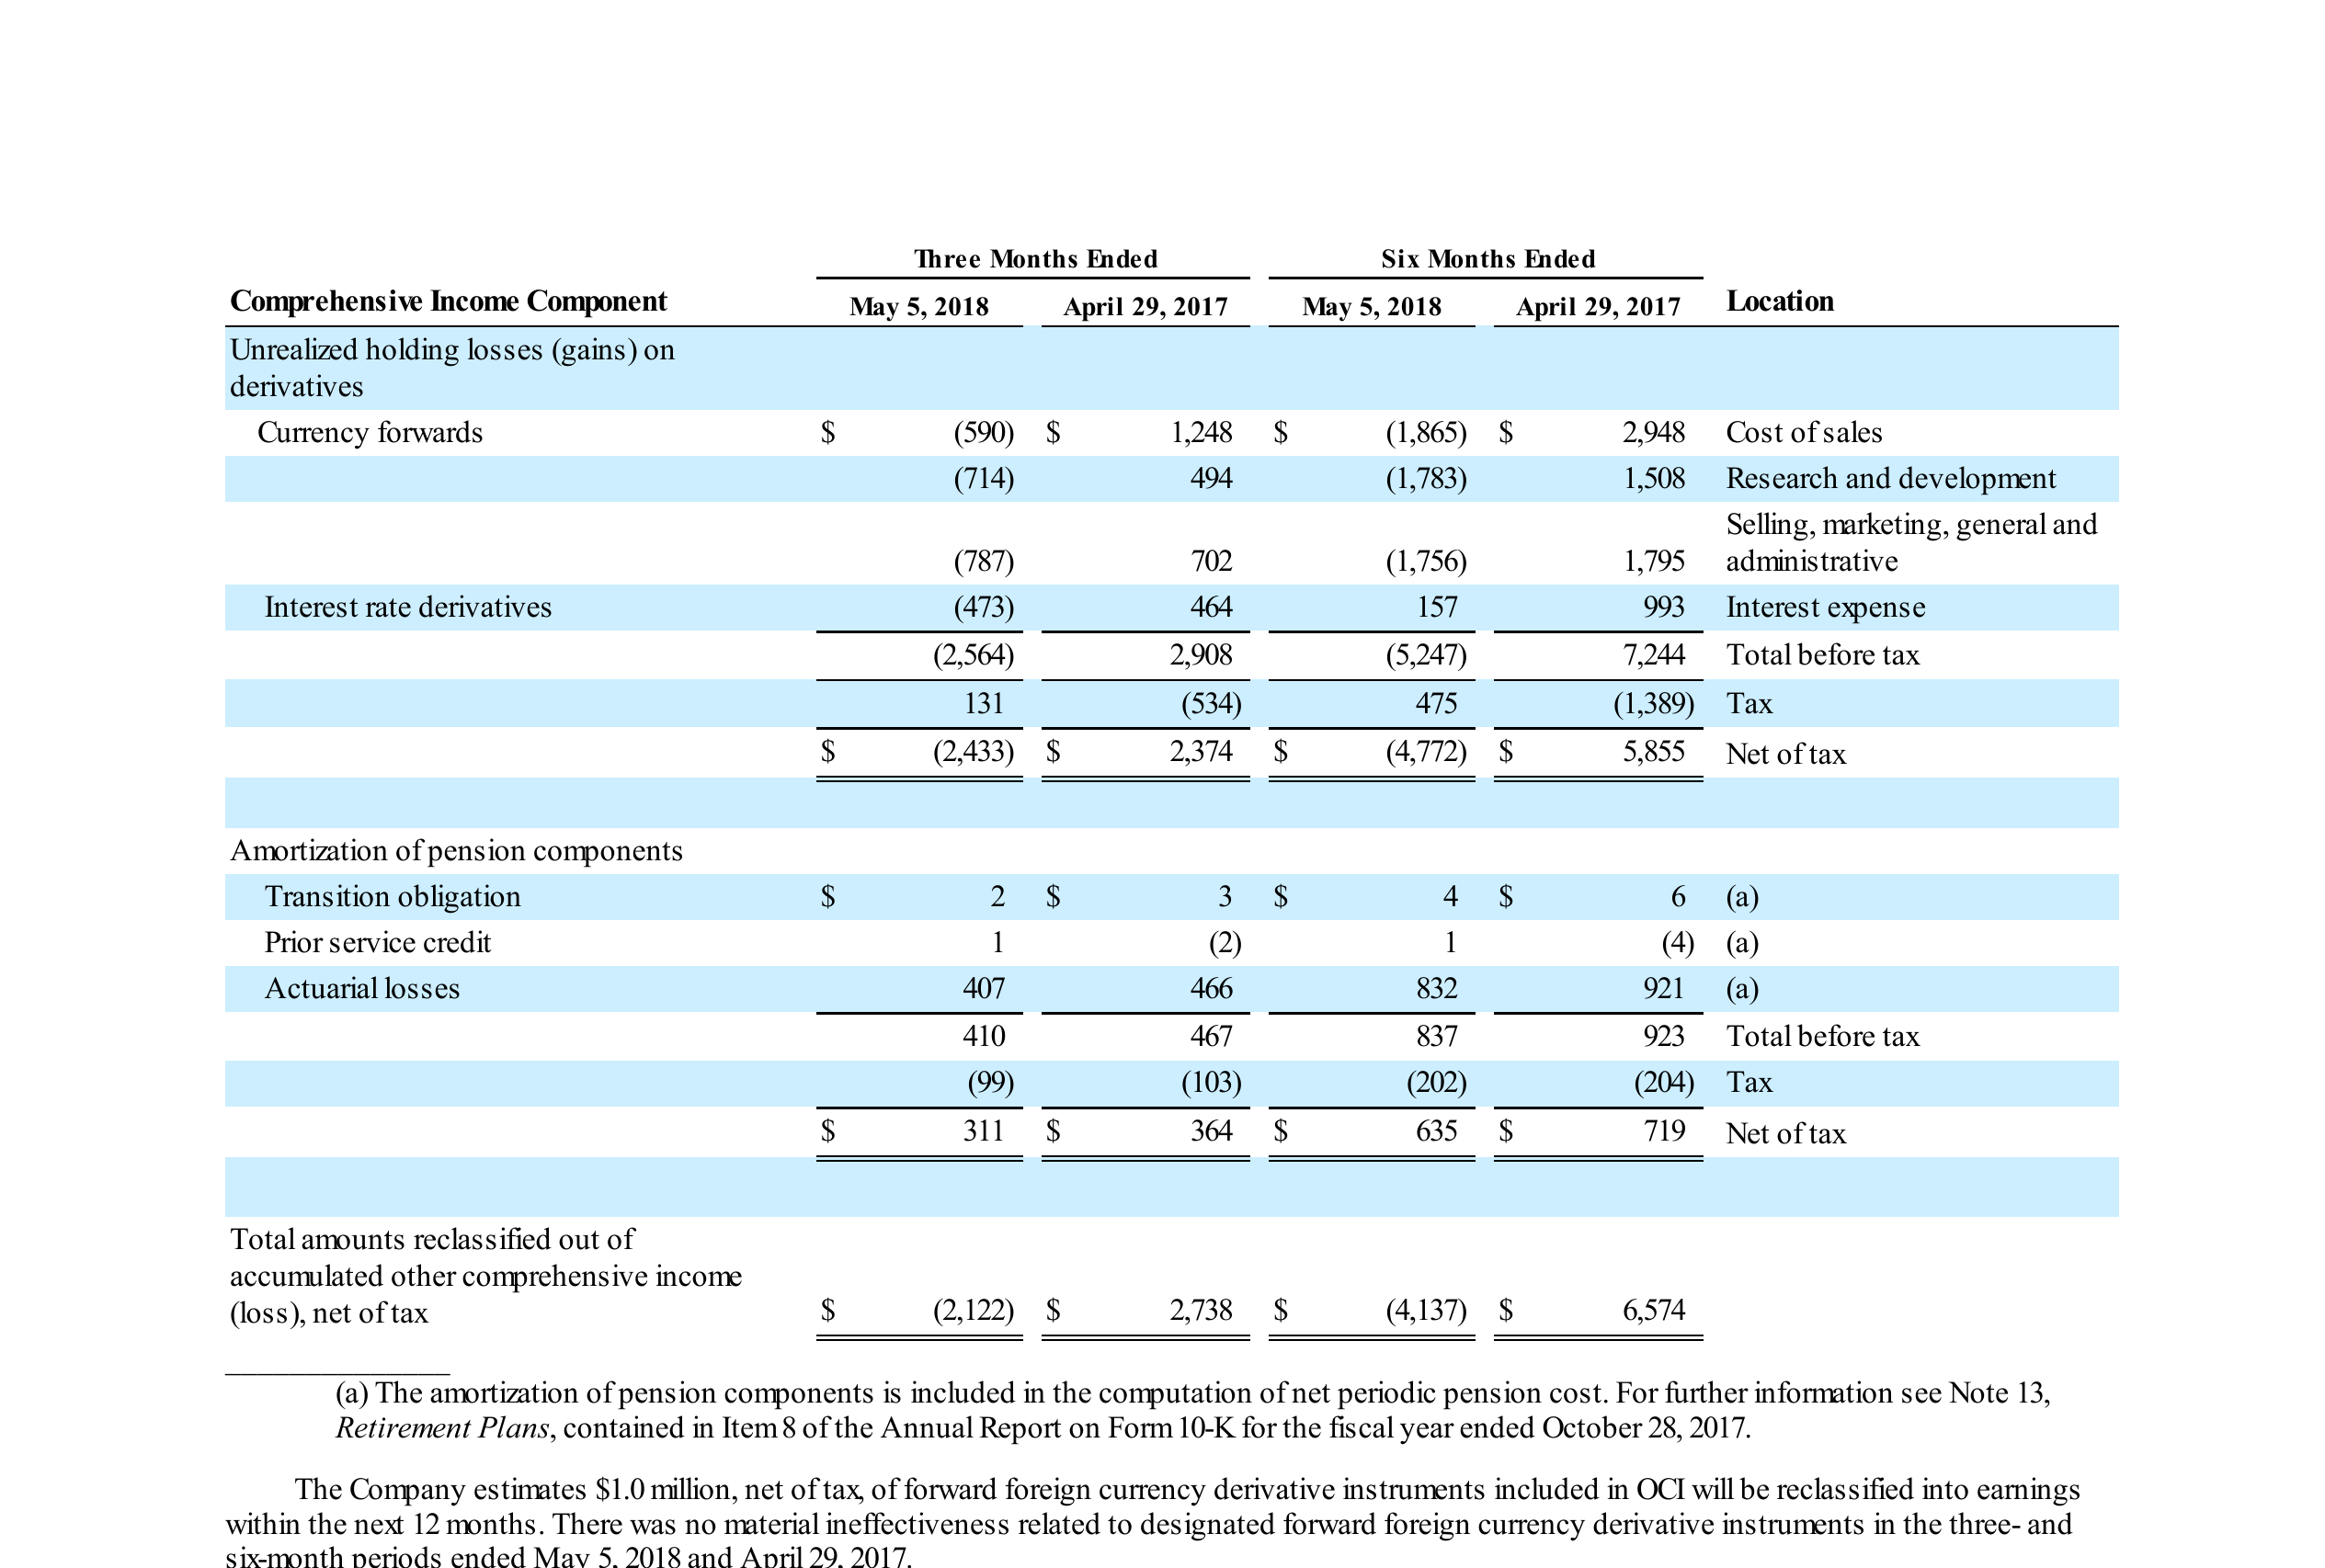 Three Months Ended Six Months Ended
Comprehensive Income Component May 5, 2018 April 29, 2017 May 5, 2018 April 29, 2017 Location
Unrealized holding losses (gains) on
derivatives
Currency forwards $ (590) $ 1,248 $ (1,865) $ 2,948 Cost of sales
(714) 494 (1,783) 1,508 Research and development
Selling, marketing, general and
(787) 702 (1,756) 1,795 administrative
Interest rate derivatives (473) 464 157 993 Interest expense
(2,564) 2,908 (5,247) 7,244 Total before tax
131 (534) 475 (1,389) Tax
$ (2,433) $ 2,374 $ (4,772) $ 5,855 Net of tax
Amortization of pension components
Transition obligation $ 2 $ 3 $ 4 $ 6 (a)
Prior service credit 1 (2) 1 (4) (a)
Actuarial losses 407 466 832 921 (a)
410 467 837 923 Total before tax
(99) (103) (202) (204) Tax
$ 311 $ 364 $ 635 $ 719 Net of tax
Total amounts reclassified out of
accumulated other comprehensive income
(loss), net of tax $ (2,122) $ 2,738 $ (4,137) $ 6,574
______________
(a) The amortization of pension components is included in the computation of net periodic pension cost. For further information see Note 13,
Retirement Plans, contained in Item 8 of the Annual Report on Form 10-K for the fiscal year ended October 28, 2017.
The Company estimates $1.0 million, net of tax, of forward foreign currency derivative instruments included in OCI will be reclassified into earnings
within the next 12 months. There was no material ineffectiveness related to designated forward foreign currency derivative instruments in the three- and
six-month periods ended May 5, 2018 and April 29, 2017.